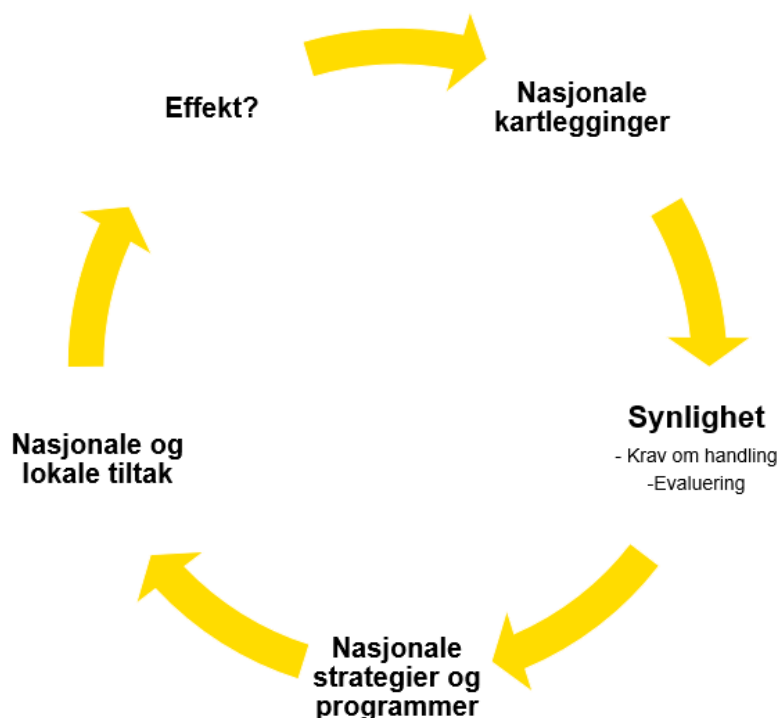 Effekt?
Nasjonale
kartlegginger
Synlighet
- Krav om handling
-Evaluering
Nasjonale
strategier og
programmer
Nasjonale og
lokale tiltak